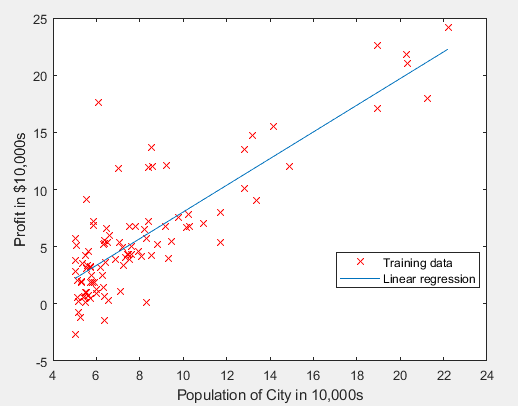 25
20
15
10
5
0
-5
4 6 8 10 12 14 16 18 20 22 24
Profit in $10,000s
Population of City in 10,000s
Training data
Linear regression